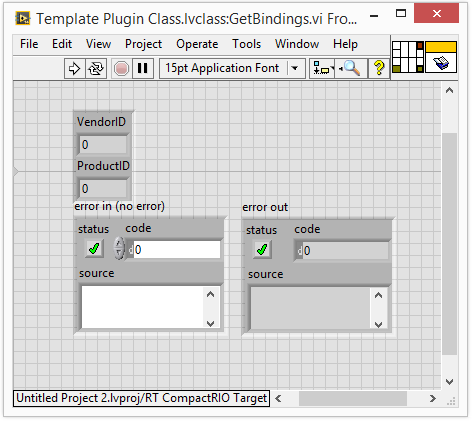 Template Plugin Class.lvclass:GetBindings.vi Fro...
File Edit View Project Operate Tools Window
15pt Application Font
VendorID
0
ProductID
0
error in (no error)
status code
0
source
error out
status code
0
source
Untitled Project 2.lvproj/RT CompactRIO Target